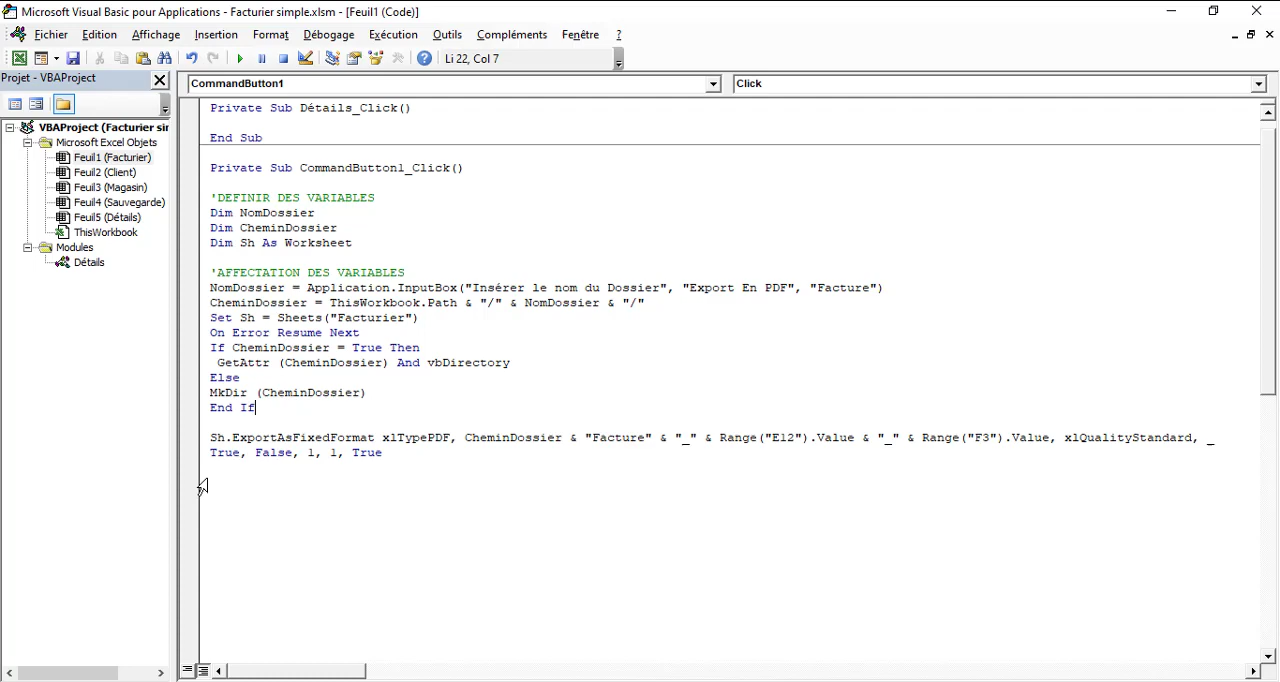 Microsoft Visual Basic pour Applications - Facturier simple.xlsm - [Feuil1 (Code)]
Fichier Edition Affichage Insertion Format Débogage Exécution Outils Compléments Fenêtre ?
Li 22, Col 7
Projet - VBAProject
CommandButton1
Click
VBAProject (Facturier sir
Microsoft Excel Objets
Feuil1 (Facturier)
Feuil2 (Client)
Feuil3 (Magasin)
Feuil4 (Sauvegarde)
Feuil5 (Détails)
ThisWorkbook
Modules
Détails
Private Sub Détails_Click()
End Sub
Private Sub CommandButton1_Click()
'DEFINIR DES VARIABLES
Dim NomDossier
Dim CheminDossier
Dim Sh As Worksheet
'AFFECTATION DES VARIABLES
NomDossier = Application.InputBox("Insérer le nom du Dossier", "Export En PDF", "Facture")
CheminDossier = ThisWorkbook.Path & "/" & NomDossier & "/"
Set Sh = Sheets("Facturier")
On Error Resume Next
If CheminDossier = True Then
GetAttr (CheminDossier) And vbDirectory
Else
MkDir (CheminDossier)
End If
Sh.ExportAsFixedFormat xlTypePDF, CheminDossier & "Facture" & "_" & Range("E12").Value & "_" & Range("F3").Value, xlQualityStandard, _
True, False, 1, 1, True